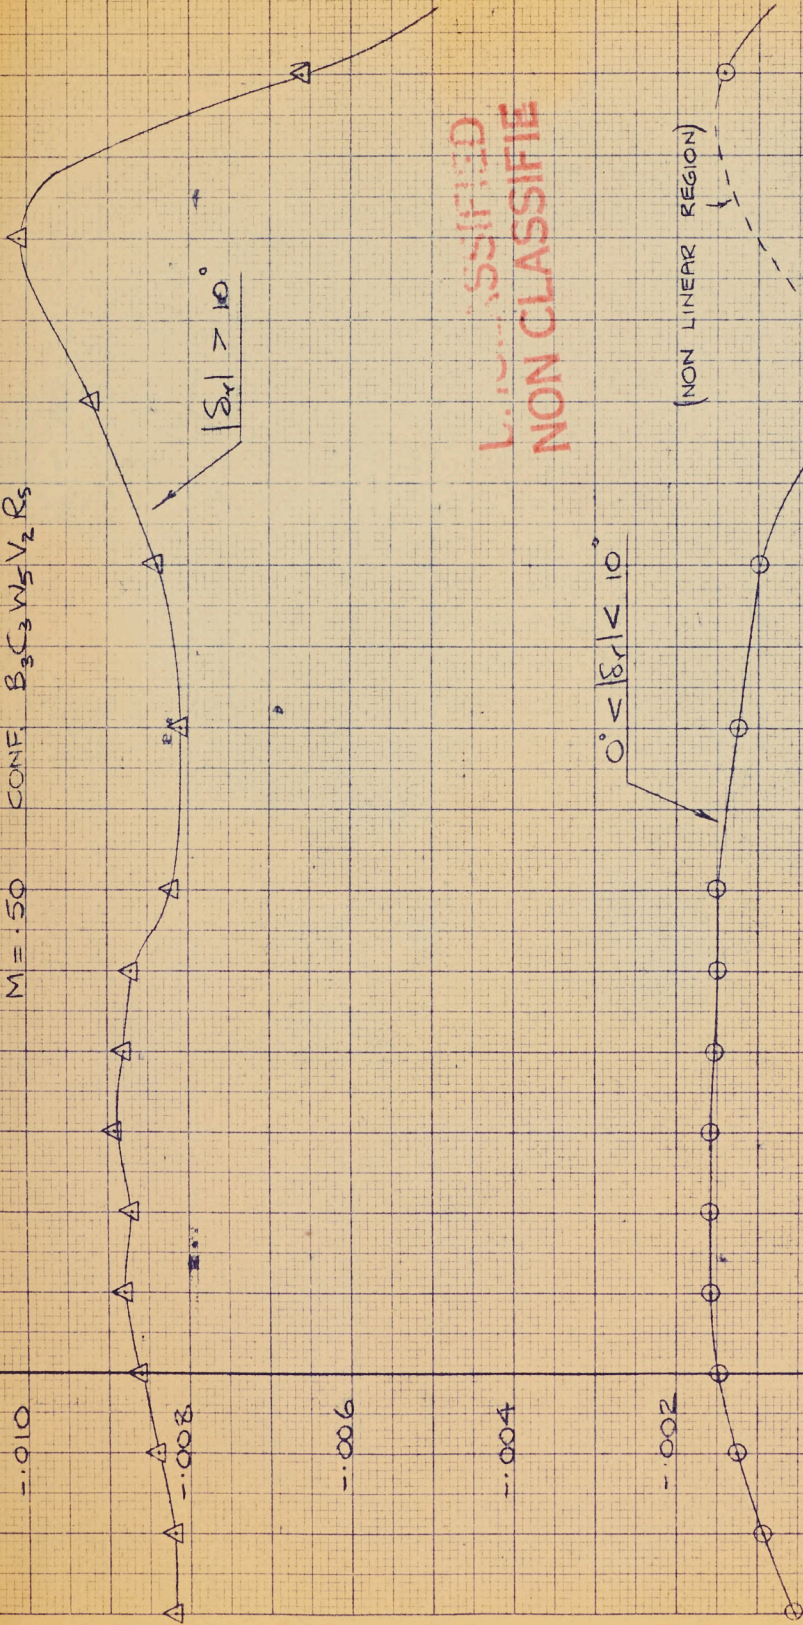 M = .50 CONF. B₃C₃W₅V₂R₅
-.010
-.008
-.006
-.004
-.002
|δr| > 10°
0° < |δr| < 10°
(NON LINEAR REGION)
NON CLASSIFIE